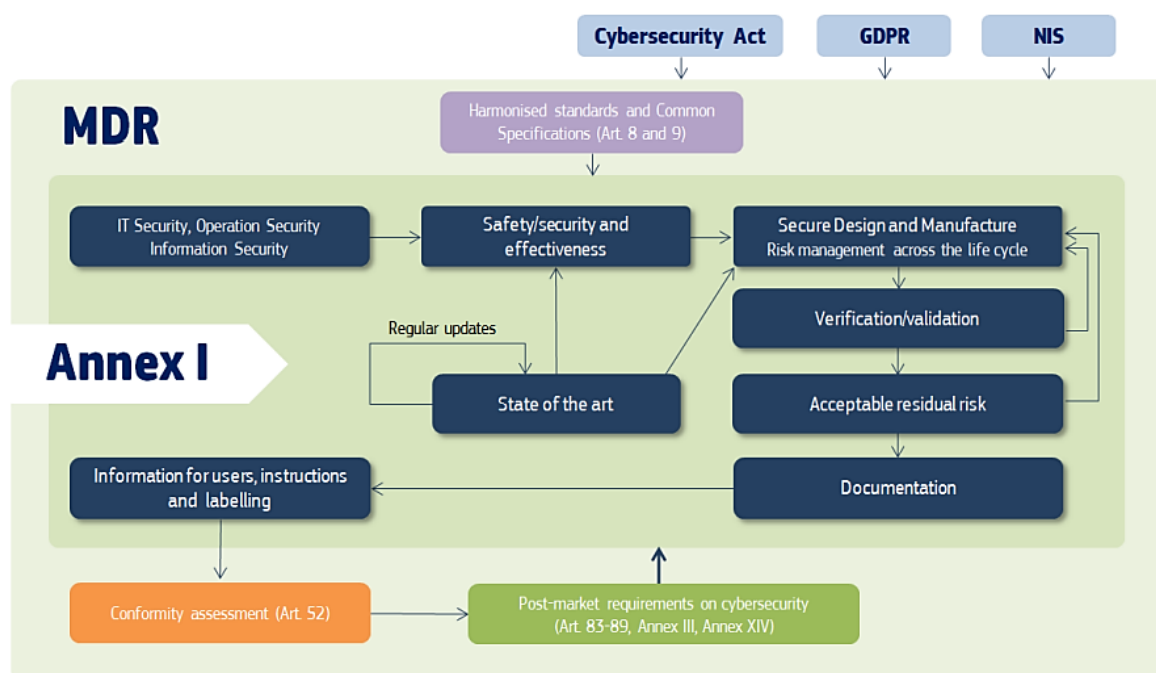 Cybersecurity Act
GDPR
NIS
MDR
Harmonised standards and Common
Specifications (Art. 8 and 9)
IT Security, Operation Security
Information Security
Safety/security and
effectiveness
Secure Design and Manufacture
Risk management across the life cycle
Verification/validation
Regular updates
Annex I
State of the art
Acceptable residual risk
Information for users, instructions
and labelling
Documentation
Conformity assessment (Art. 52)
Post-market requirements on cybersecurity
(Art. 83-89, Annex III, Annex XIV)